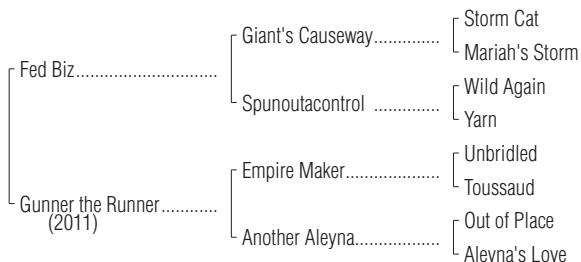 Storm Cat
Giant's Causeway..............
Mariah's Storm
Fed Biz..............................
Wild Again
Spunoutacontrol ..............
Yarn
Unbridled
Empire Maker....................
Toussaud
Gunner the Runner............
(2011)
Out of Place
Another Aleyna..................
Aleyna's Love